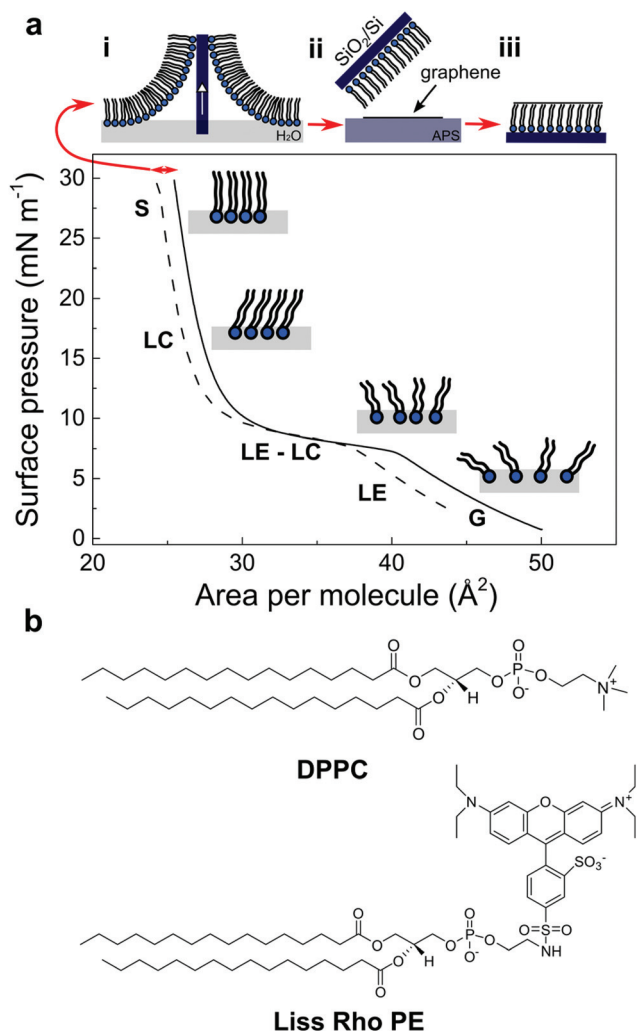 a
i
ii
iii
SiO2/Si
graphene
H2O
APS
30
25
20
15
10
5
0
Surface pressure (mN m-1)
S
LC
LE - LC
LE
G
20
30
40
50
Area per molecule (Å2)
b
O
O
O
P
O
O
O-
N+
H
O
O
DPPC
N
O
N+
SO3-
O
O
O
P
O
O
O-
O=S=O
NH
H
O
O
Liss Rho PE